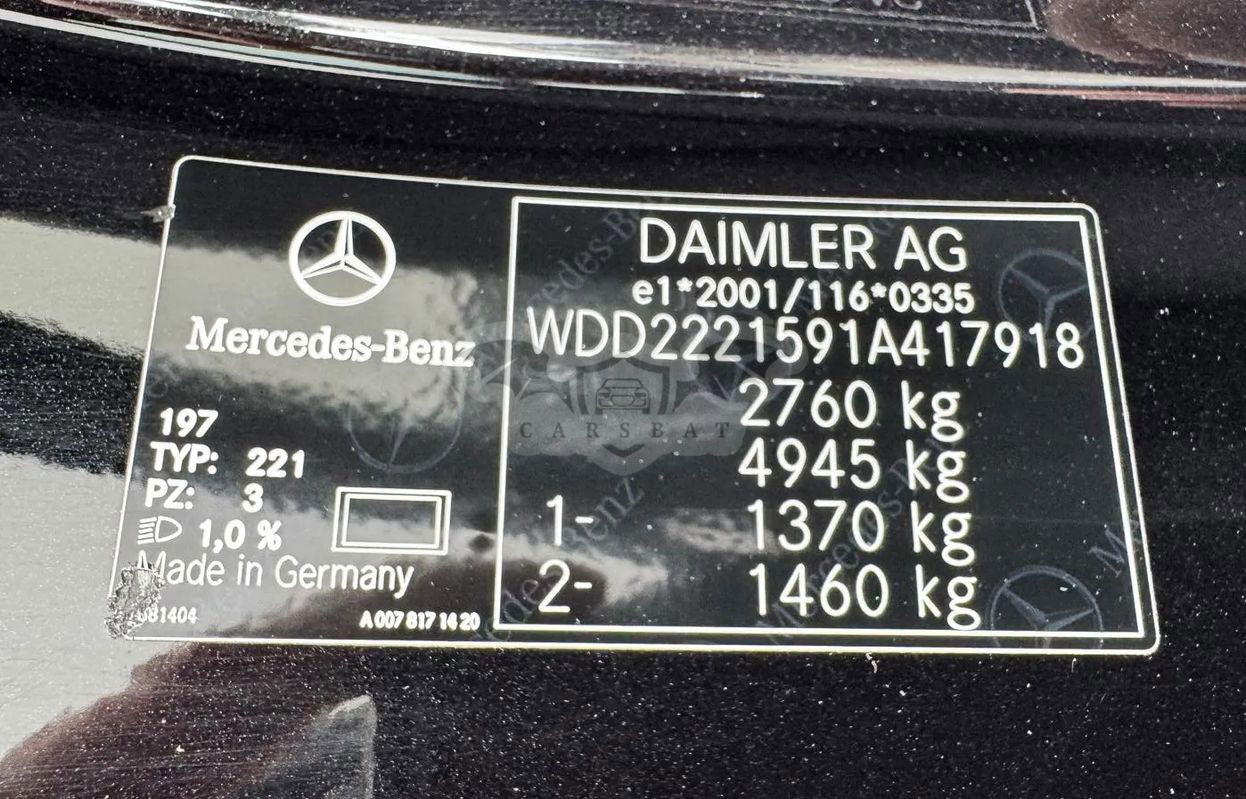 Mercedes-Benz
197
TYP: 221
PZ: 3
1,0 %
Made in Germany
A 007 817 14 20
DAIMLER AG
e1*2001/116*0335
WDD2221591A417918
2760 kg
4945 kg
1- 1370 kg
2- 1460 kg
CARSBAT